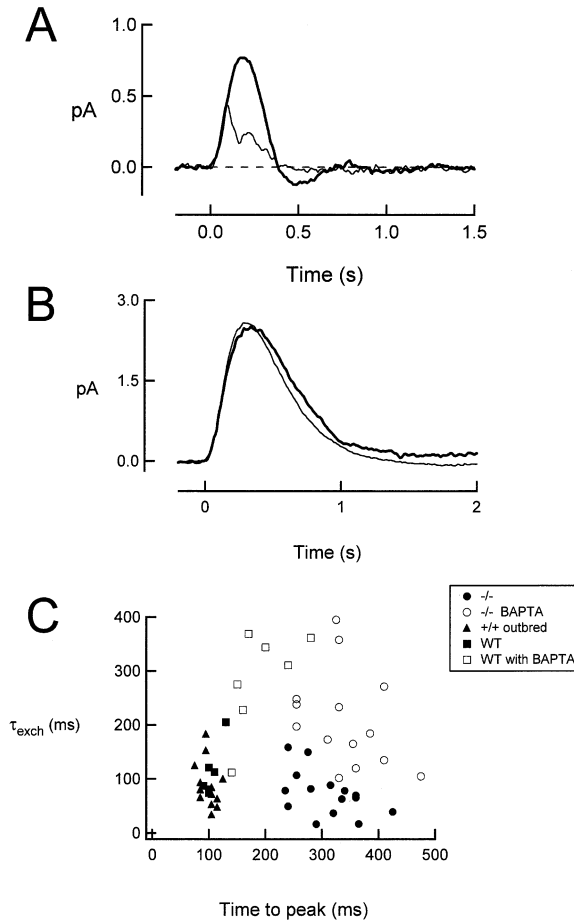 A
1.0
0.5
0.0
pA
0.0 0.5 1.0 1.5
Time (s)
B
3.0
1.5
0.0
pA
0 1 2
Time (s)
C
400
300
200
100
0
τexch (ms)
0 100 200 300 400 500
Time to peak (ms)
-/-
-/- BAPTA
+/+ outbred
WT
WT with BAPTA